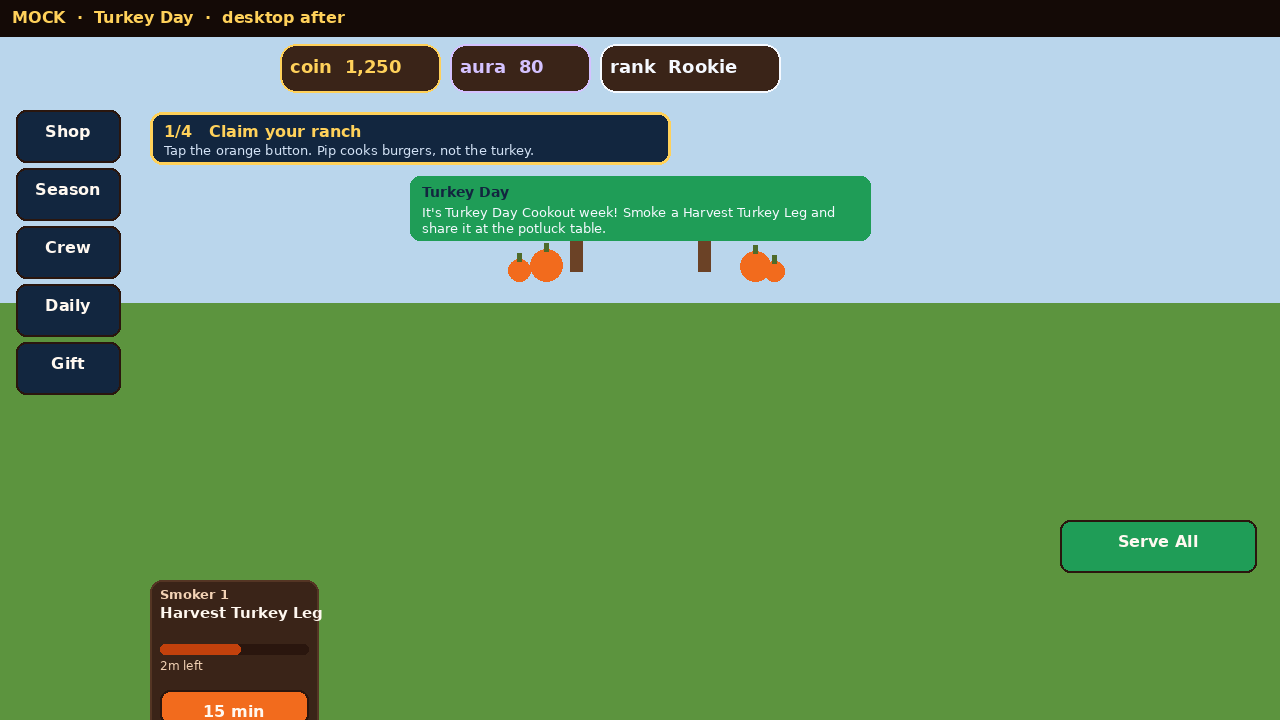 MOCK · Turkey Day · desktop after
coin 1,250
aura 80
rank Rookie
Shop
Season
Crew
Daily
Gift
1/4 Claim your ranch
Tap the orange button. Pip cooks burgers, not the turkey.
Turkey Day
It's Turkey Day Cookout week! Smoke a Harvest Turkey Leg and
share it at the potluck table.
Serve All
Smoker 1
Harvest Turkey Leg
2m left
15 min